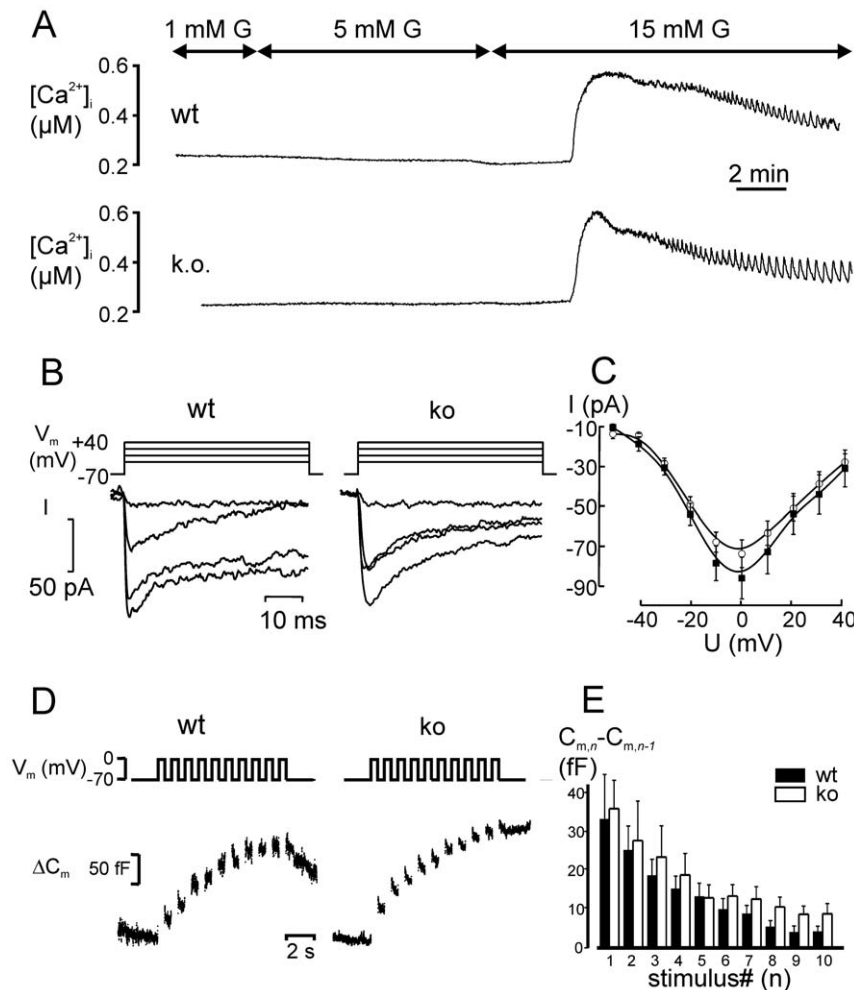 A
1 mM G 5 mM G 15 mM G
[Ca²⁺]ᵢ
(µM)
0.6
0.4
0.2
wt
2 min
[Ca²⁺]ᵢ
(µM)
0.6
0.4
0.2
k.o.
B
wt ko
Vₘ
(mV)
+40
-70
I
50 pA
10 ms
C
I (pA)
-10
-30
-50
-70
-90
-40 -20 0 20 40
U (mV)
D
wt ko
Vₘ (mV)
0
-70
ΔCₘ 50 fF
2 s
E
Cm,n-Cm,n-1
(fF)
wt
ko
40
30
20
10
0
1 2 3 4 5 6 7 8 9 10
stimulus# (n)